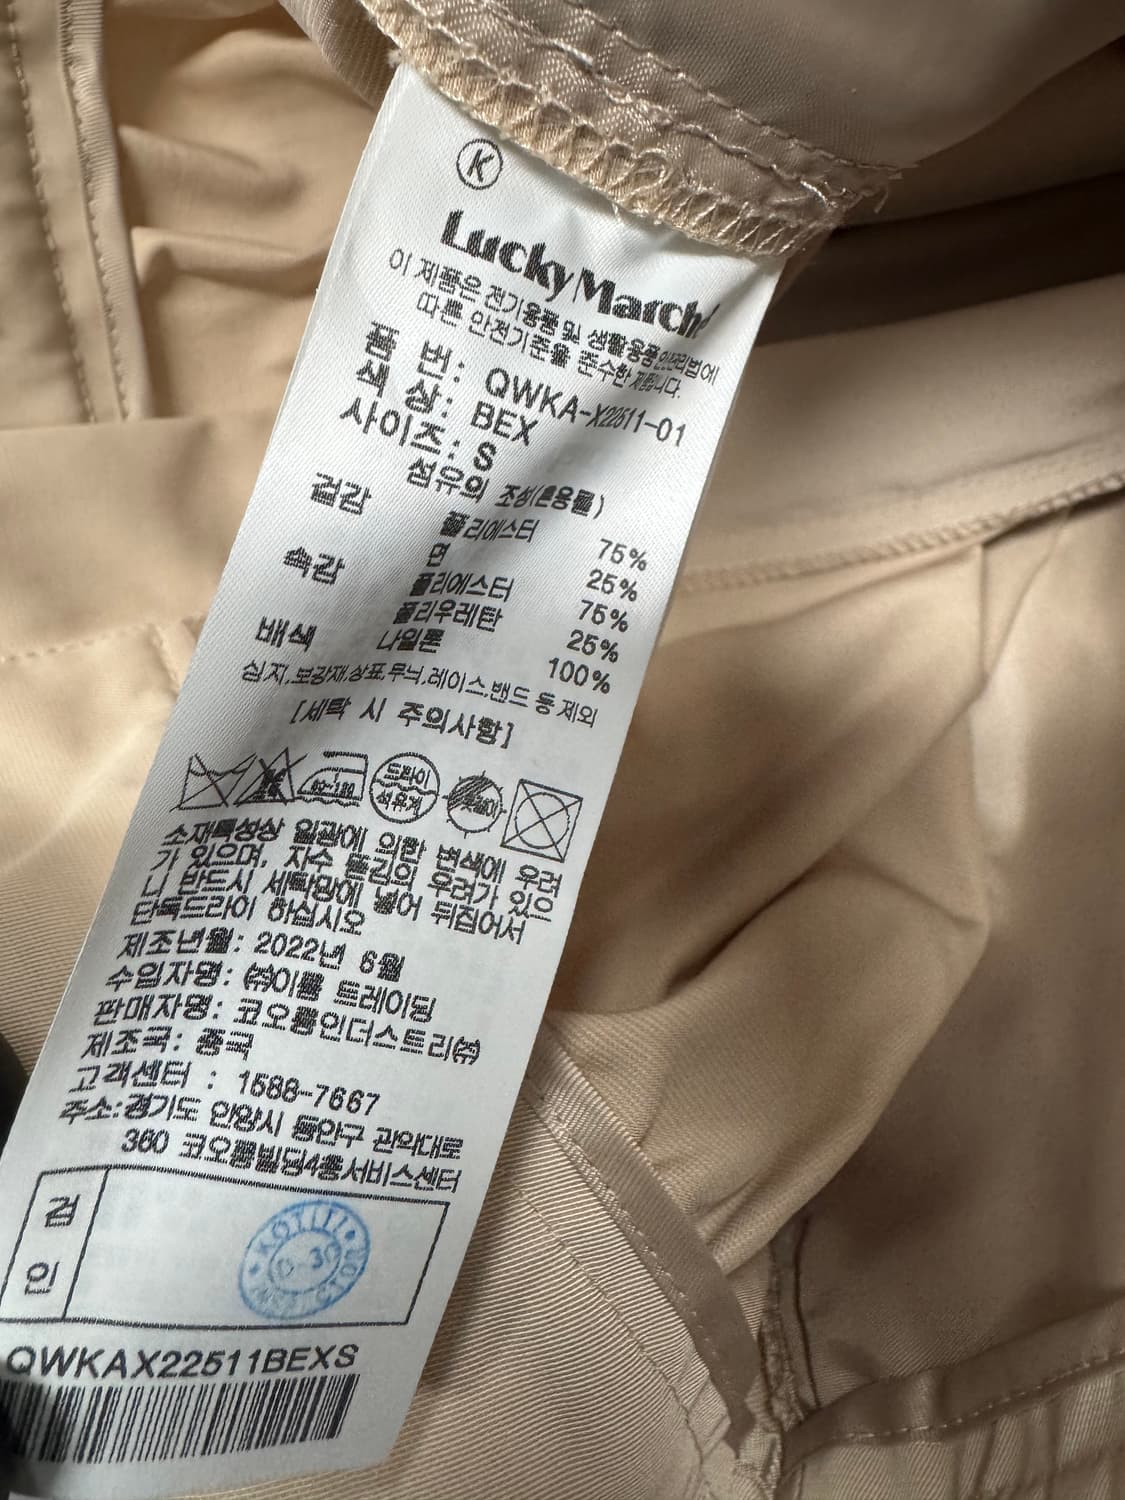 K
Lucky Marché
이 제품은 전기용품 및 생활용품안전관리법에
따른 안전기준을 준수한 제품입니다.
품 번: QWKA-X22511-01
색 상: BEX
사이즈: S
섬유의 조성(혼용률)
겉감 폴리에스터 75%
면 25%
속감 폴리에스터 75%
폴리우레탄 25%
배색 나일론 100%
심지,보강재,상표,무늬,레이스,밴드 등 제외
[세탁 시 주의사항]
드라이
석유계
소재특성상 일광에 의한 변색에 우려
가 있으며, 자수 뜯김의 우려가 있으
니 반드시 세탁망에 넣어 뒤집어서
단독드라이 하십시오
제조년월: 2022년 6월
수입자명: ㈜이룸 트레이딩
판매자명: 코오롱인더스트리㈜
제조국: 중국
고객센터 : 1588-7667
주소:경기도 안양시 동안구 관악대로
360 코오롱빌딩4층서비스센터
검
인
KOTITI
QWKAX22511BEXS